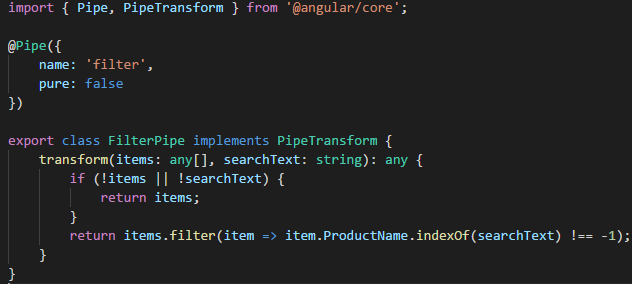 import { Pipe, PipeTransform } from '@angular/core';
@Pipe({
    name: 'filter',
    pure: false
})
export class FilterPipe implements PipeTransform {
    transform(items: any[], searchText: string): any {
        if (!items || !searchText) {
            return items;
        }
        return items.filter(item => item.ProductName.indexOf(searchText) !== -1);
    }
}